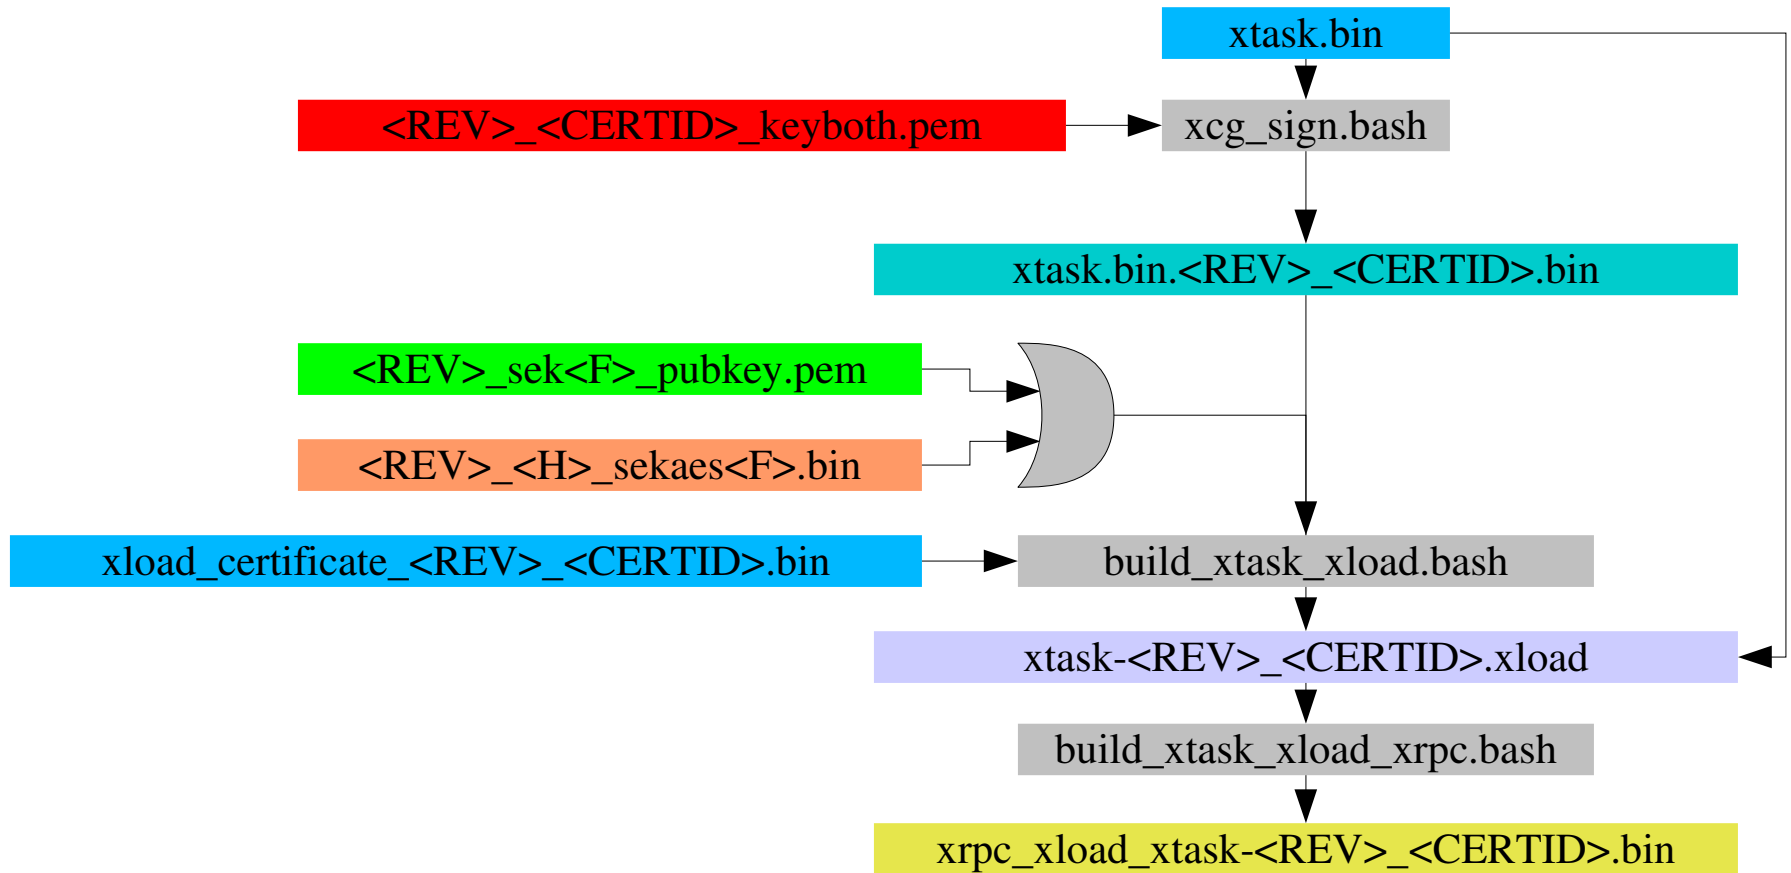 xtask.bin
<REV>_<CERTID>_keyboth.pem
xcg_sign.bash
xtask.bin.<REV>_<CERTID>.bin
<REV>_sek<F>_pubkey.pem
<REV>_<H>_sekaes<F>.bin
xload_certificate_<REV>_<CERTID>.bin
build_xtask_xload.bash
xtask-<REV>_<CERTID>.xload
build_xtask_xload_xrpc.bash
xrpc_xload_xtask-<REV>_<CERTID>.bin